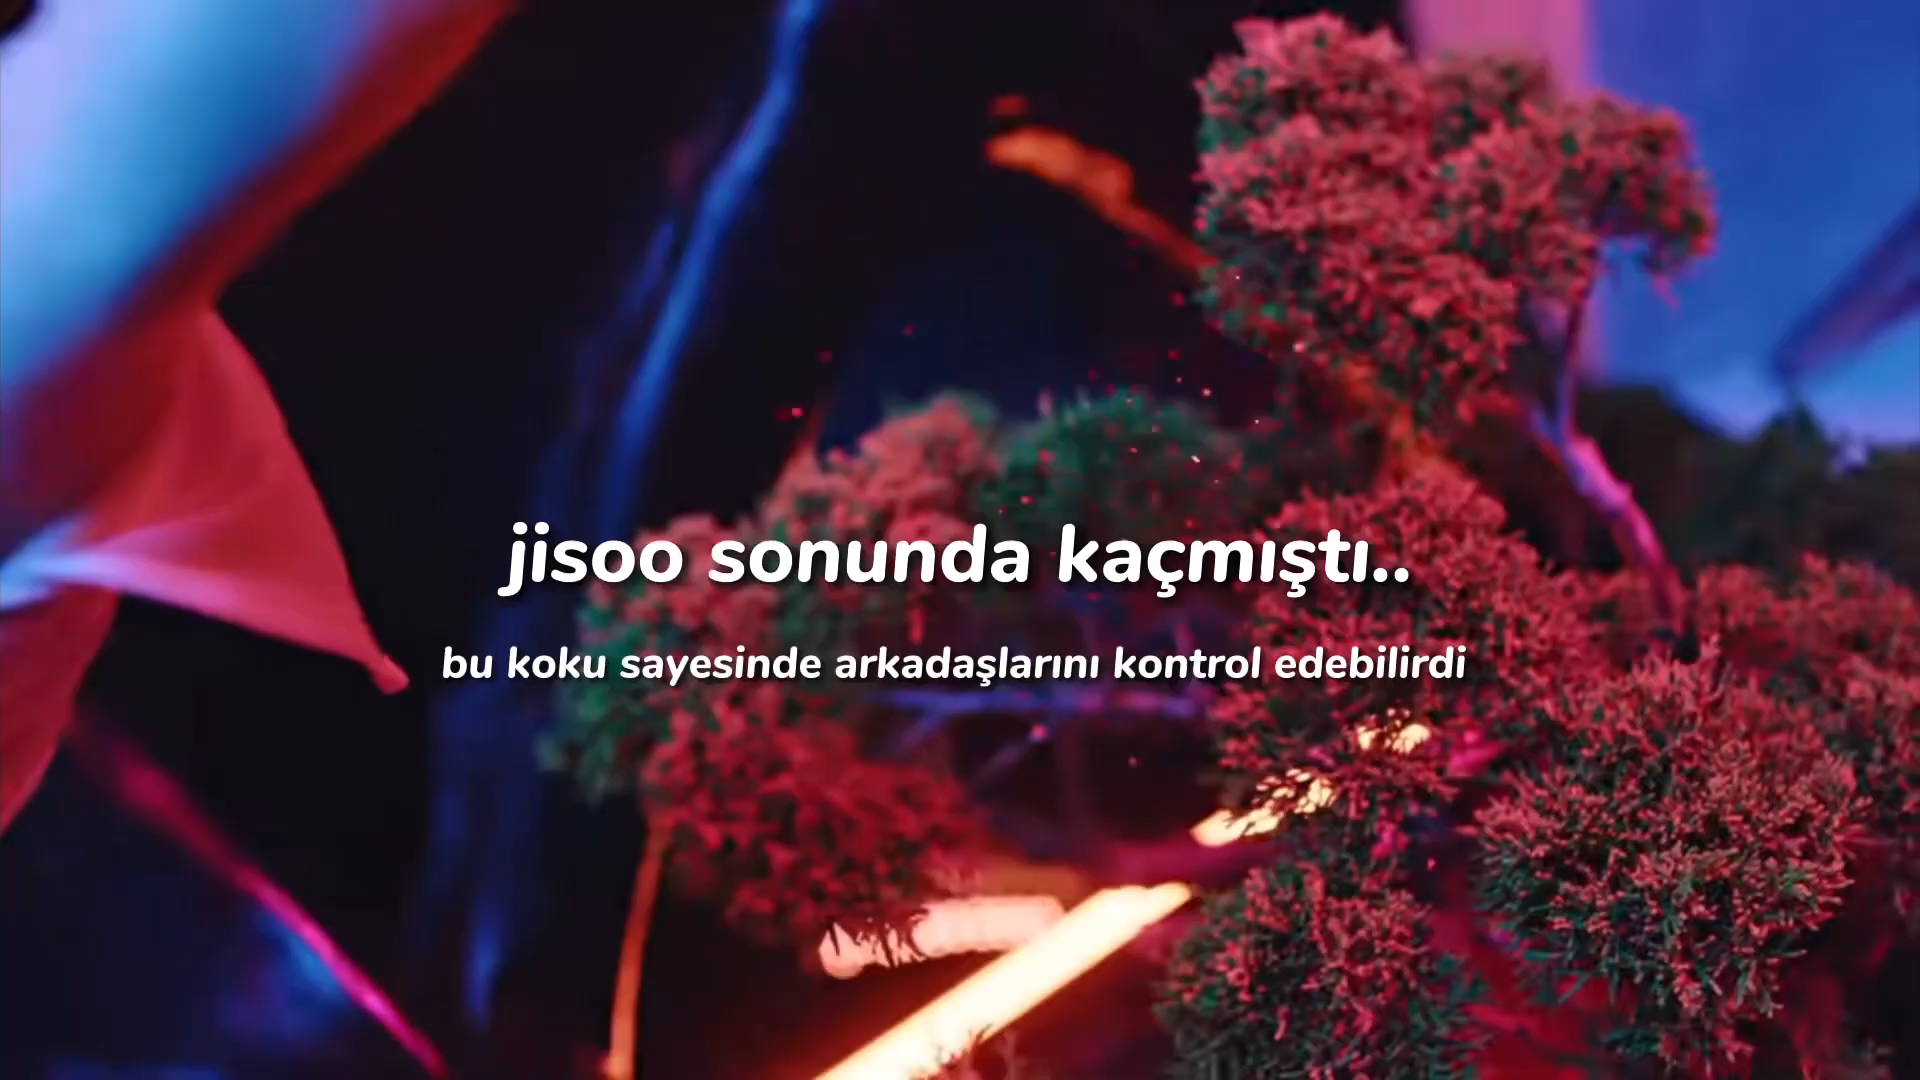 jisoo sonunda kaçmıştı..
bu koku sayesinde arkadaşlarını kontrol edebilirdi